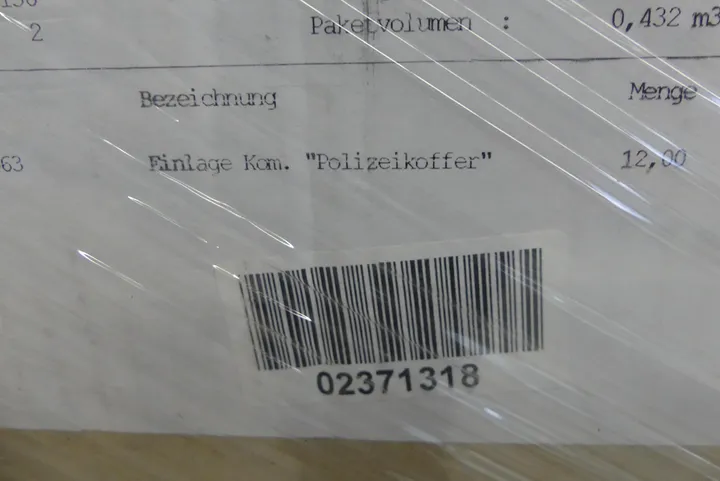 2 Paketvolumen : 0,432 m3
Bezeichnung Menge
63 Einlage Kom. "Polizeikoffer" 12,00
02371318